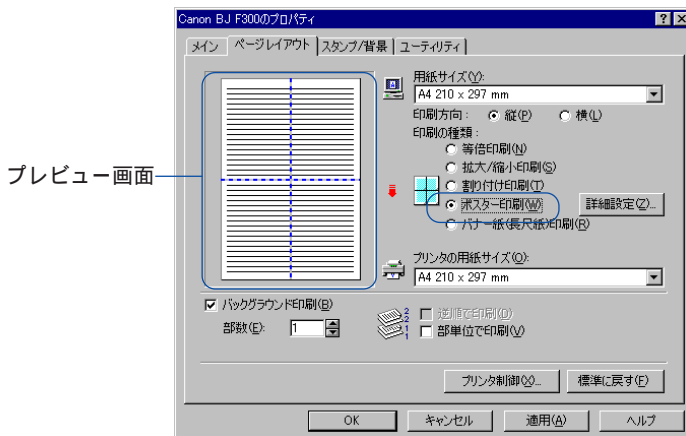 Canon BJ F300のプロパティ
メイン ページレイアウト スタンプ/背景 ユーティリティ
用紙サイズ(Y):
A4 210 x 297 mm
印刷方向: 縦(P) 横(L)
印刷の種類:
等倍印刷(N)
拡大/縮小印刷(S)
プレビュー画面
割り付け印刷(T)
ポスター印刷(W) 詳細設定(Z)...
バナー紙(長尺紙)印刷(R)
プリンタの用紙サイズ(O):
A4 210 x 297 mm
バックグラウンド印刷(B)
部数(E): 1
2 2 1 1
逆順で印刷(O)
部単位で印刷(V)
プリンタ制御(X)... 標準に戻す(F)
OK キャンセル 適用(A) ヘルプ